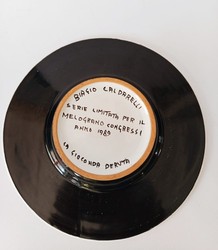 BIAGIO CALDARELLI
SERIE LIMITATA PER IL
MELOGRANO CONGRESSI
ANNO 1989
LA GIOCONDA DERUTA